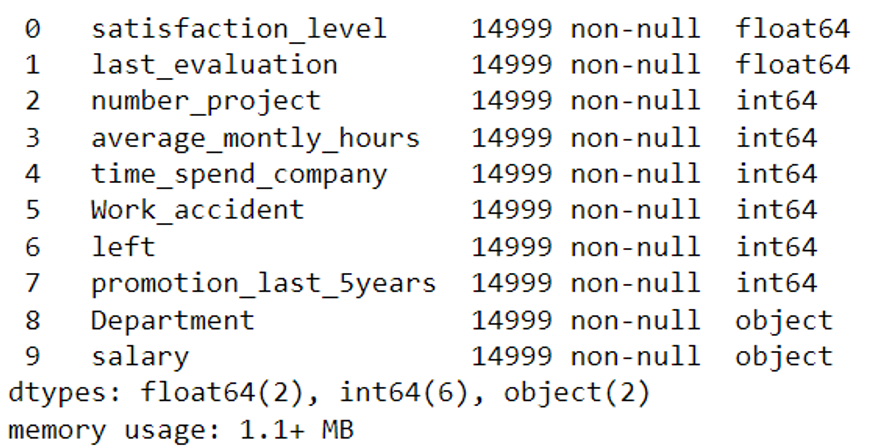 0 satisfaction_level 14999 non-null float64
1 last_evaluation 14999 non-null float64
2 number_project 14999 non-null int64
3 average_montly_hours 14999 non-null int64
4 time_spend_company 14999 non-null int64
5 Work_accident 14999 non-null int64
6 left 14999 non-null int64
7 promotion_last_5years 14999 non-null int64
8 Department 14999 non-null object
9 salary 14999 non-null object
dtypes: float64(2), int64(6), object(2)
memory usage: 1.1+ MB